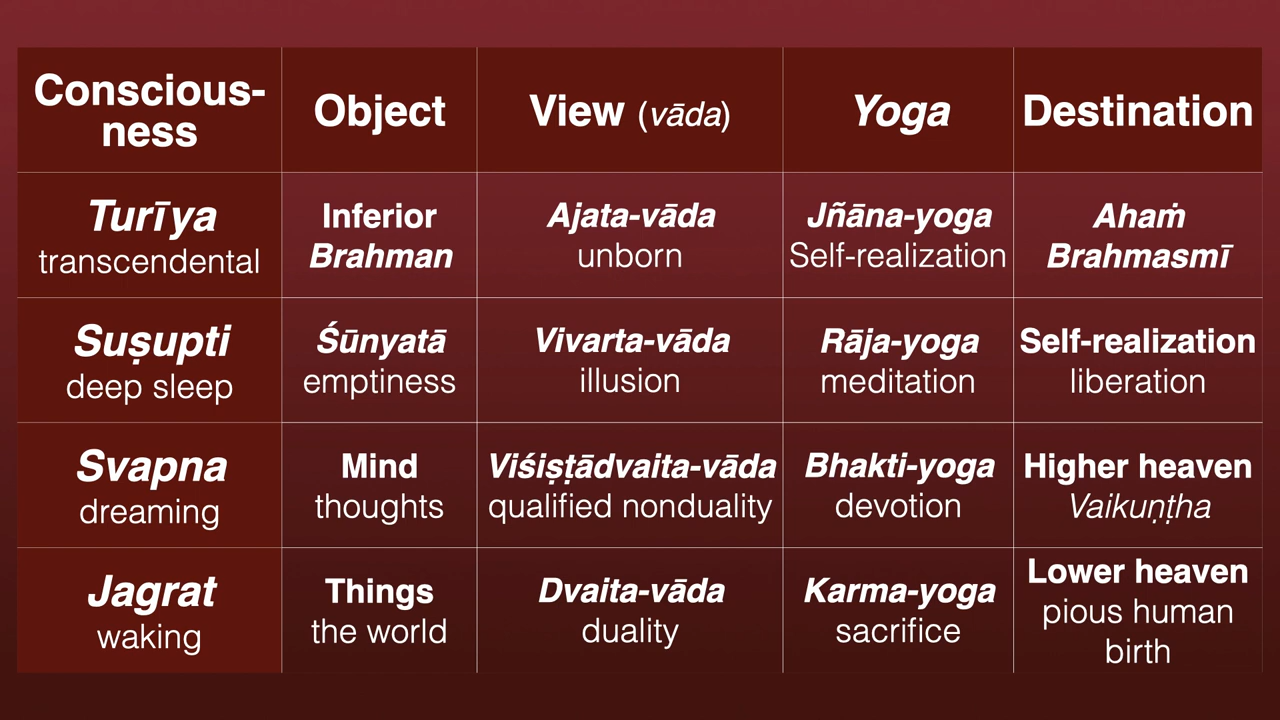 Conscious-
ness
Object
View (vāda)
Yoga
Destination
Turīya
transcendental
Inferior
Brahman
Ajata-vāda
unborn
Jñāna-yoga
Self-realization
Ahaṁ
Brahmasmī
Suṣupti
deep sleep
Śūnyatā
emptiness
Vivarta-vāda
illusion
Rāja-yoga
meditation
Self-realization
liberation
Svapna
dreaming
Mind
thoughts
Viśiṣṭādvaita-vāda
qualified nonduality
Bhakti-yoga
devotion
Higher heaven
Vaikuṇṭha
Jagrat
waking
Things
the world
Dvaita-vāda
duality
Karma-yoga
sacrifice
Lower heaven
pious human
birth